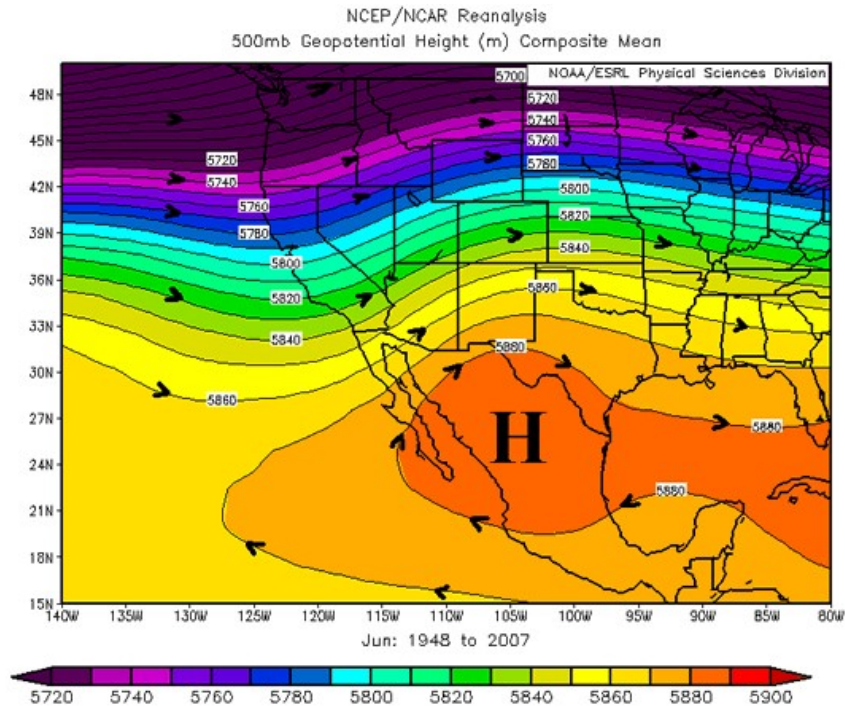 NCEP/NCAR Reanalysis
500mb Geopotential Height (m) Composite Mean
NOAA/ESRL Physical Sciences Division
48N
45N
42N
39N
36N
33N
30N
27N
24N
21N
18N
15N
5700
5720
5740
5760
5780
5800
5820
5840
5860
5880
5720
5740
5760
5780
5800
5820
5840
5860
5880
5880
H
140W 135W 130W 125W 120W 115W 110W 105W 100W 95W 90W 85W 80W
Jun: 1948 to 2007
5720 5740 5760 5780 5800 5820 5840 5860 5880 5900